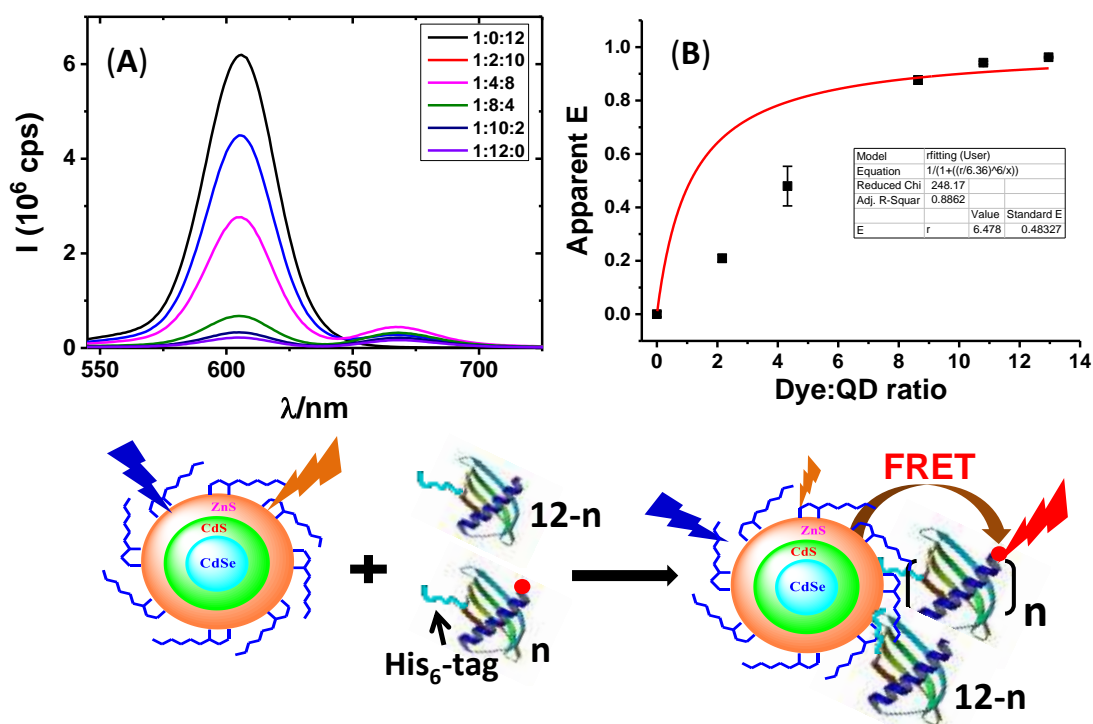 (A)
1:0:12
1:2:10
1:4:8
1:8:4
1:10:2
1:12:0
6
4
2
0
I (10⁶ cps)
550 600 650 700
λ/nm
(B)
1.0
0.8
0.6
0.4
0.2
0.0
Apparent E
Model rfitting (User)
Equation 1/(1+((r/6.36)^6/x))
Reduced Chi 248.17
Adj. R-Squar 0.8862
Value Standard E
E r 6.478 0.48327
0 2 4 6 8 10 12 14
Dye:QD ratio
ZnS
CdS
CdSe
+
12-n
n
His₆-tag
FRET
ZnS
CdS
CdSe
n
12-n